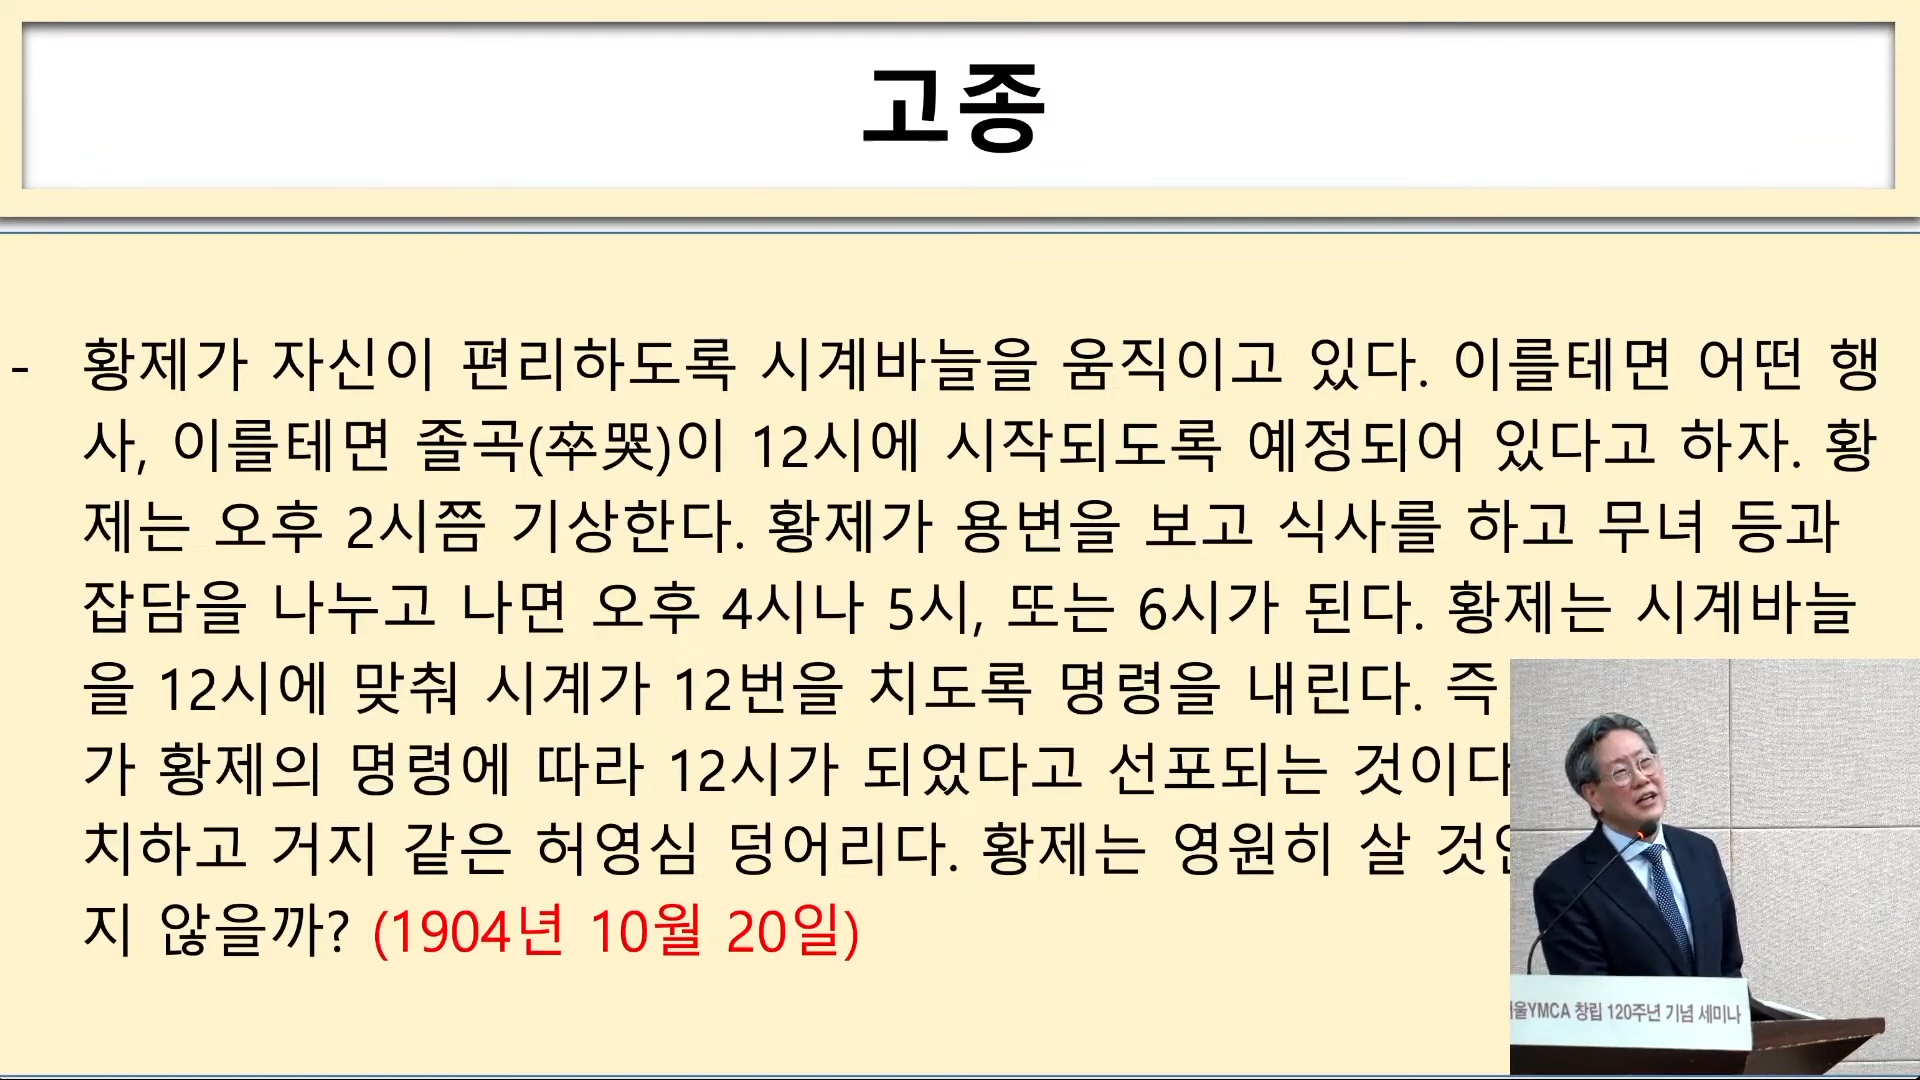 고종
- 황제가 자신이 편리하도록 시계바늘을 움직이고 있다. 이를테면 어떤 행
사, 이를테면 졸곡(卒哭)이 12시에 시작되도록 예정되어 있다고 하자. 황
제는 오후 2시쯤 기상한다. 황제가 용변을 보고 식사를 하고 무녀 등과
잡담을 나누고 나면 오후 4시나 5시, 또는 6시가 된다. 황제는 시계바늘
을 12시에 맞춰 시계가 12번을 치도록 명령을 내린다. 즉
가 황제의 명령에 따라 12시가 되었다고 선포되는 것이다
치하고 거지 같은 허영심 덩어리다. 황제는 영원히 살 
지 않을까? (1904년 10월 20일)
울YMCA 창립 120주년 기념 세미나